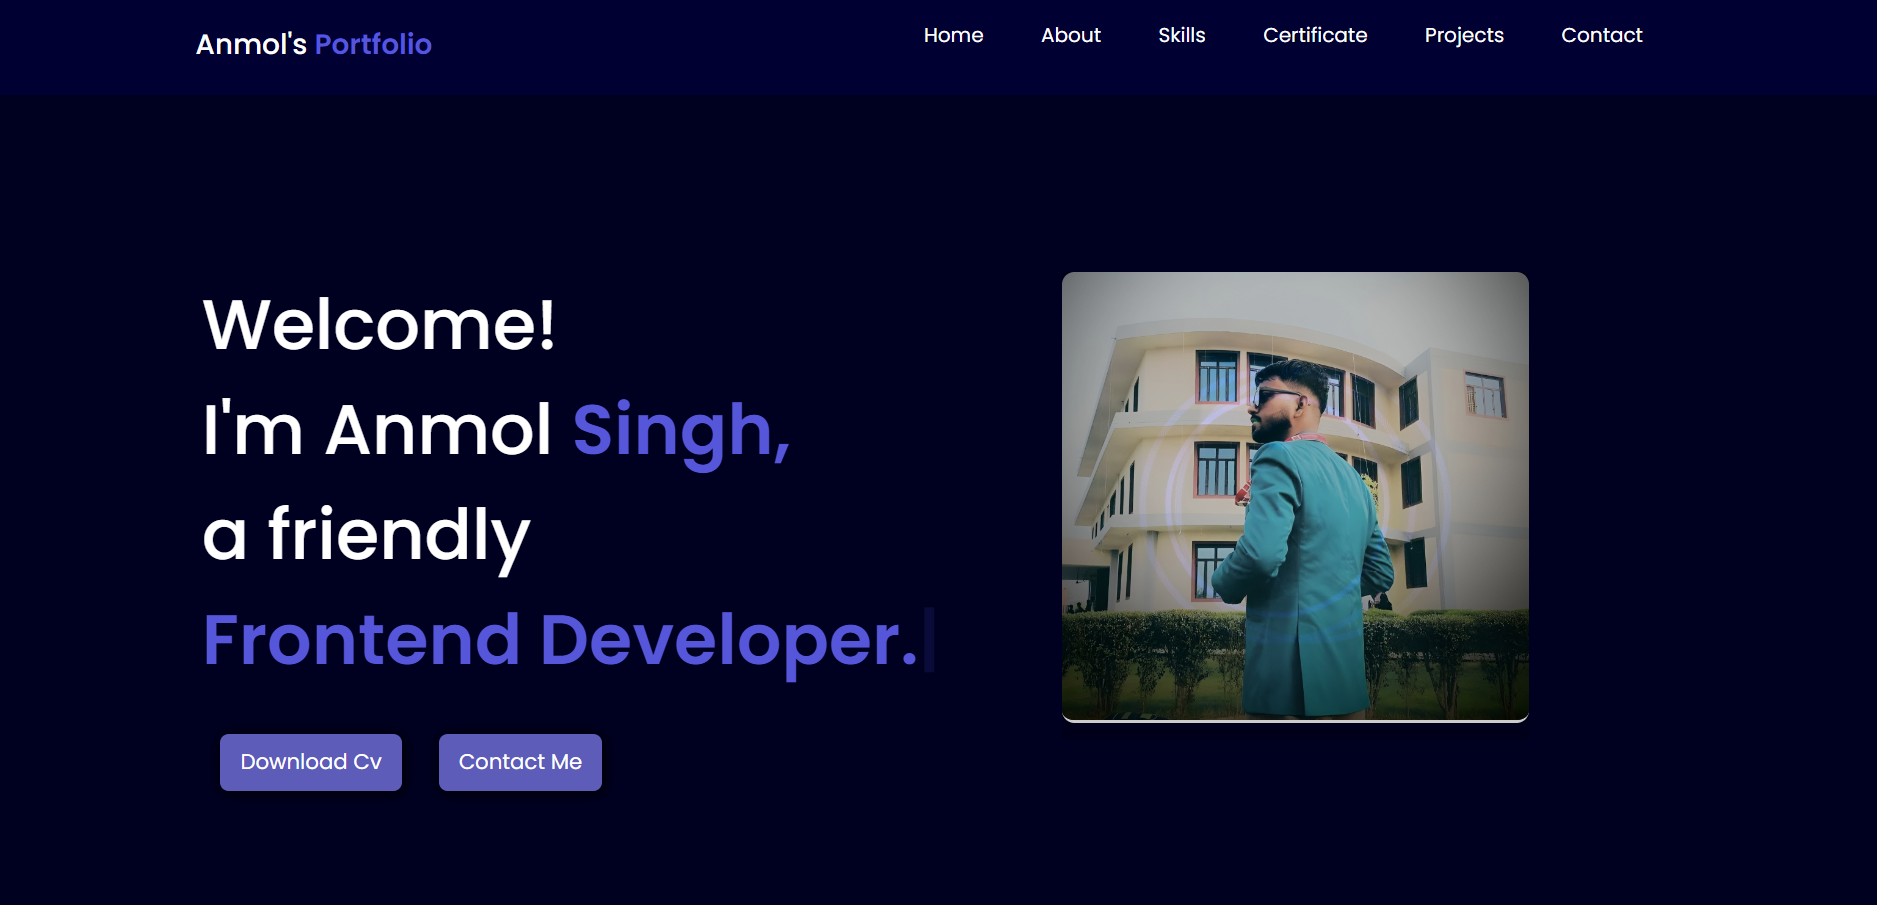 Anmol's Portfolio
Home About Skills Certificate Projects Contact
Welcome!
I'm Anmol Singh,
a friendly
Frontend Developer.
Download Cv Contact Me